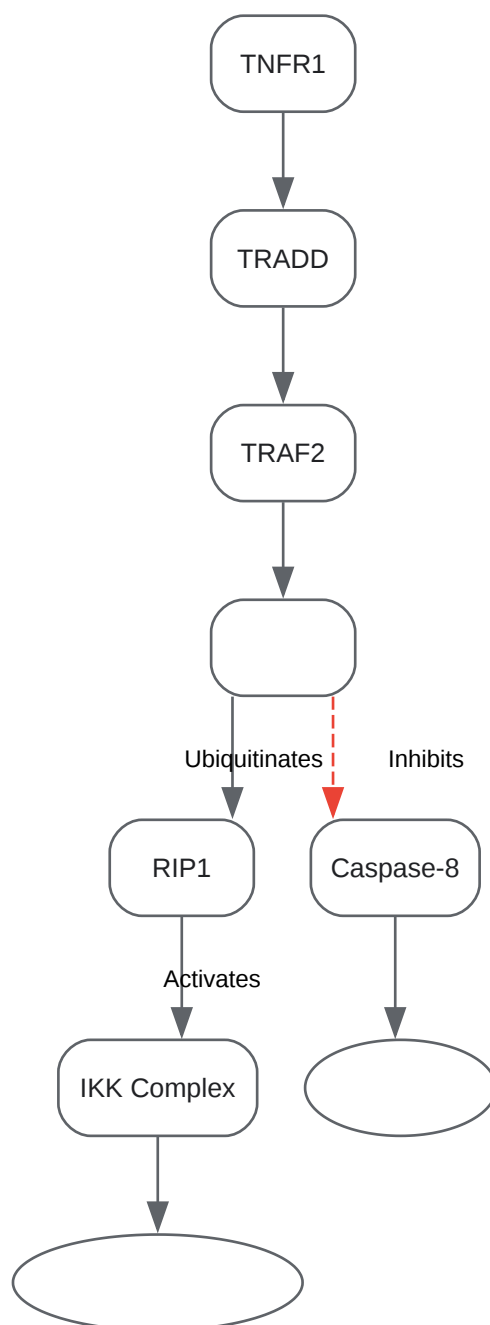 TNFR1
TRADD
TRAF2
Ubiquitinates
Inhibits
RIP1
Caspase-8
Activates
IKK Complex